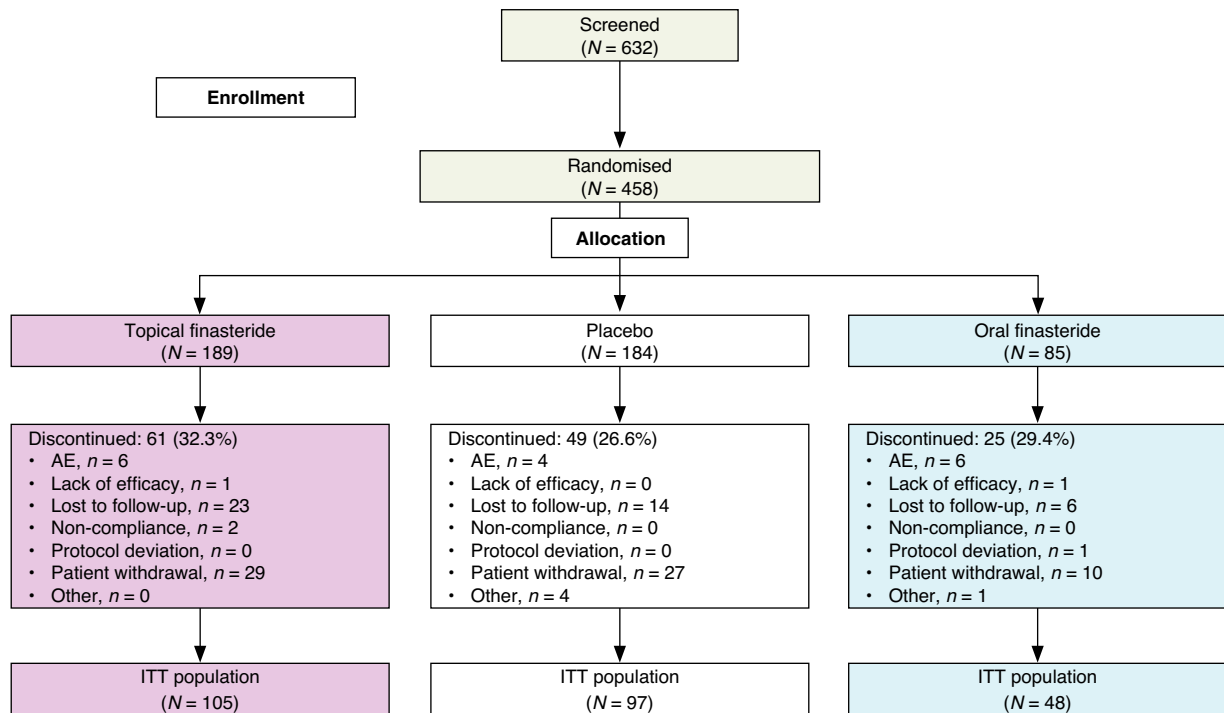 Screened
(N = 632)
Enrollment
Randomised
(N = 458)
Allocation
Topical finasteride
(N = 189)
Placebo
(N = 184)
Oral finasteride
(N = 85)
Discontinued: 61 (32.3%)
• AE, n = 6
• Lack of efficacy, n = 1
• Lost to follow-up, n = 23
• Non-compliance, n = 2
• Protocol deviation, n = 0
• Patient withdrawal, n = 29
• Other, n = 0
Discontinued: 49 (26.6%)
• AE, n = 4
• Lack of efficacy, n = 0
• Lost to follow-up, n = 14
• Non-compliance, n = 0
• Protocol deviation, n = 0
• Patient withdrawal, n = 27
• Other, n = 4
Discontinued: 25 (29.4%)
• AE, n = 6
• Lack of efficacy, n = 1
• Lost to follow-up, n = 6
• Non-compliance, n = 0
• Protocol deviation, n = 1
• Patient withdrawal, n = 10
• Other, n = 1
ITT population
(N = 105)
ITT population
(N = 97)
ITT population
(N = 48)